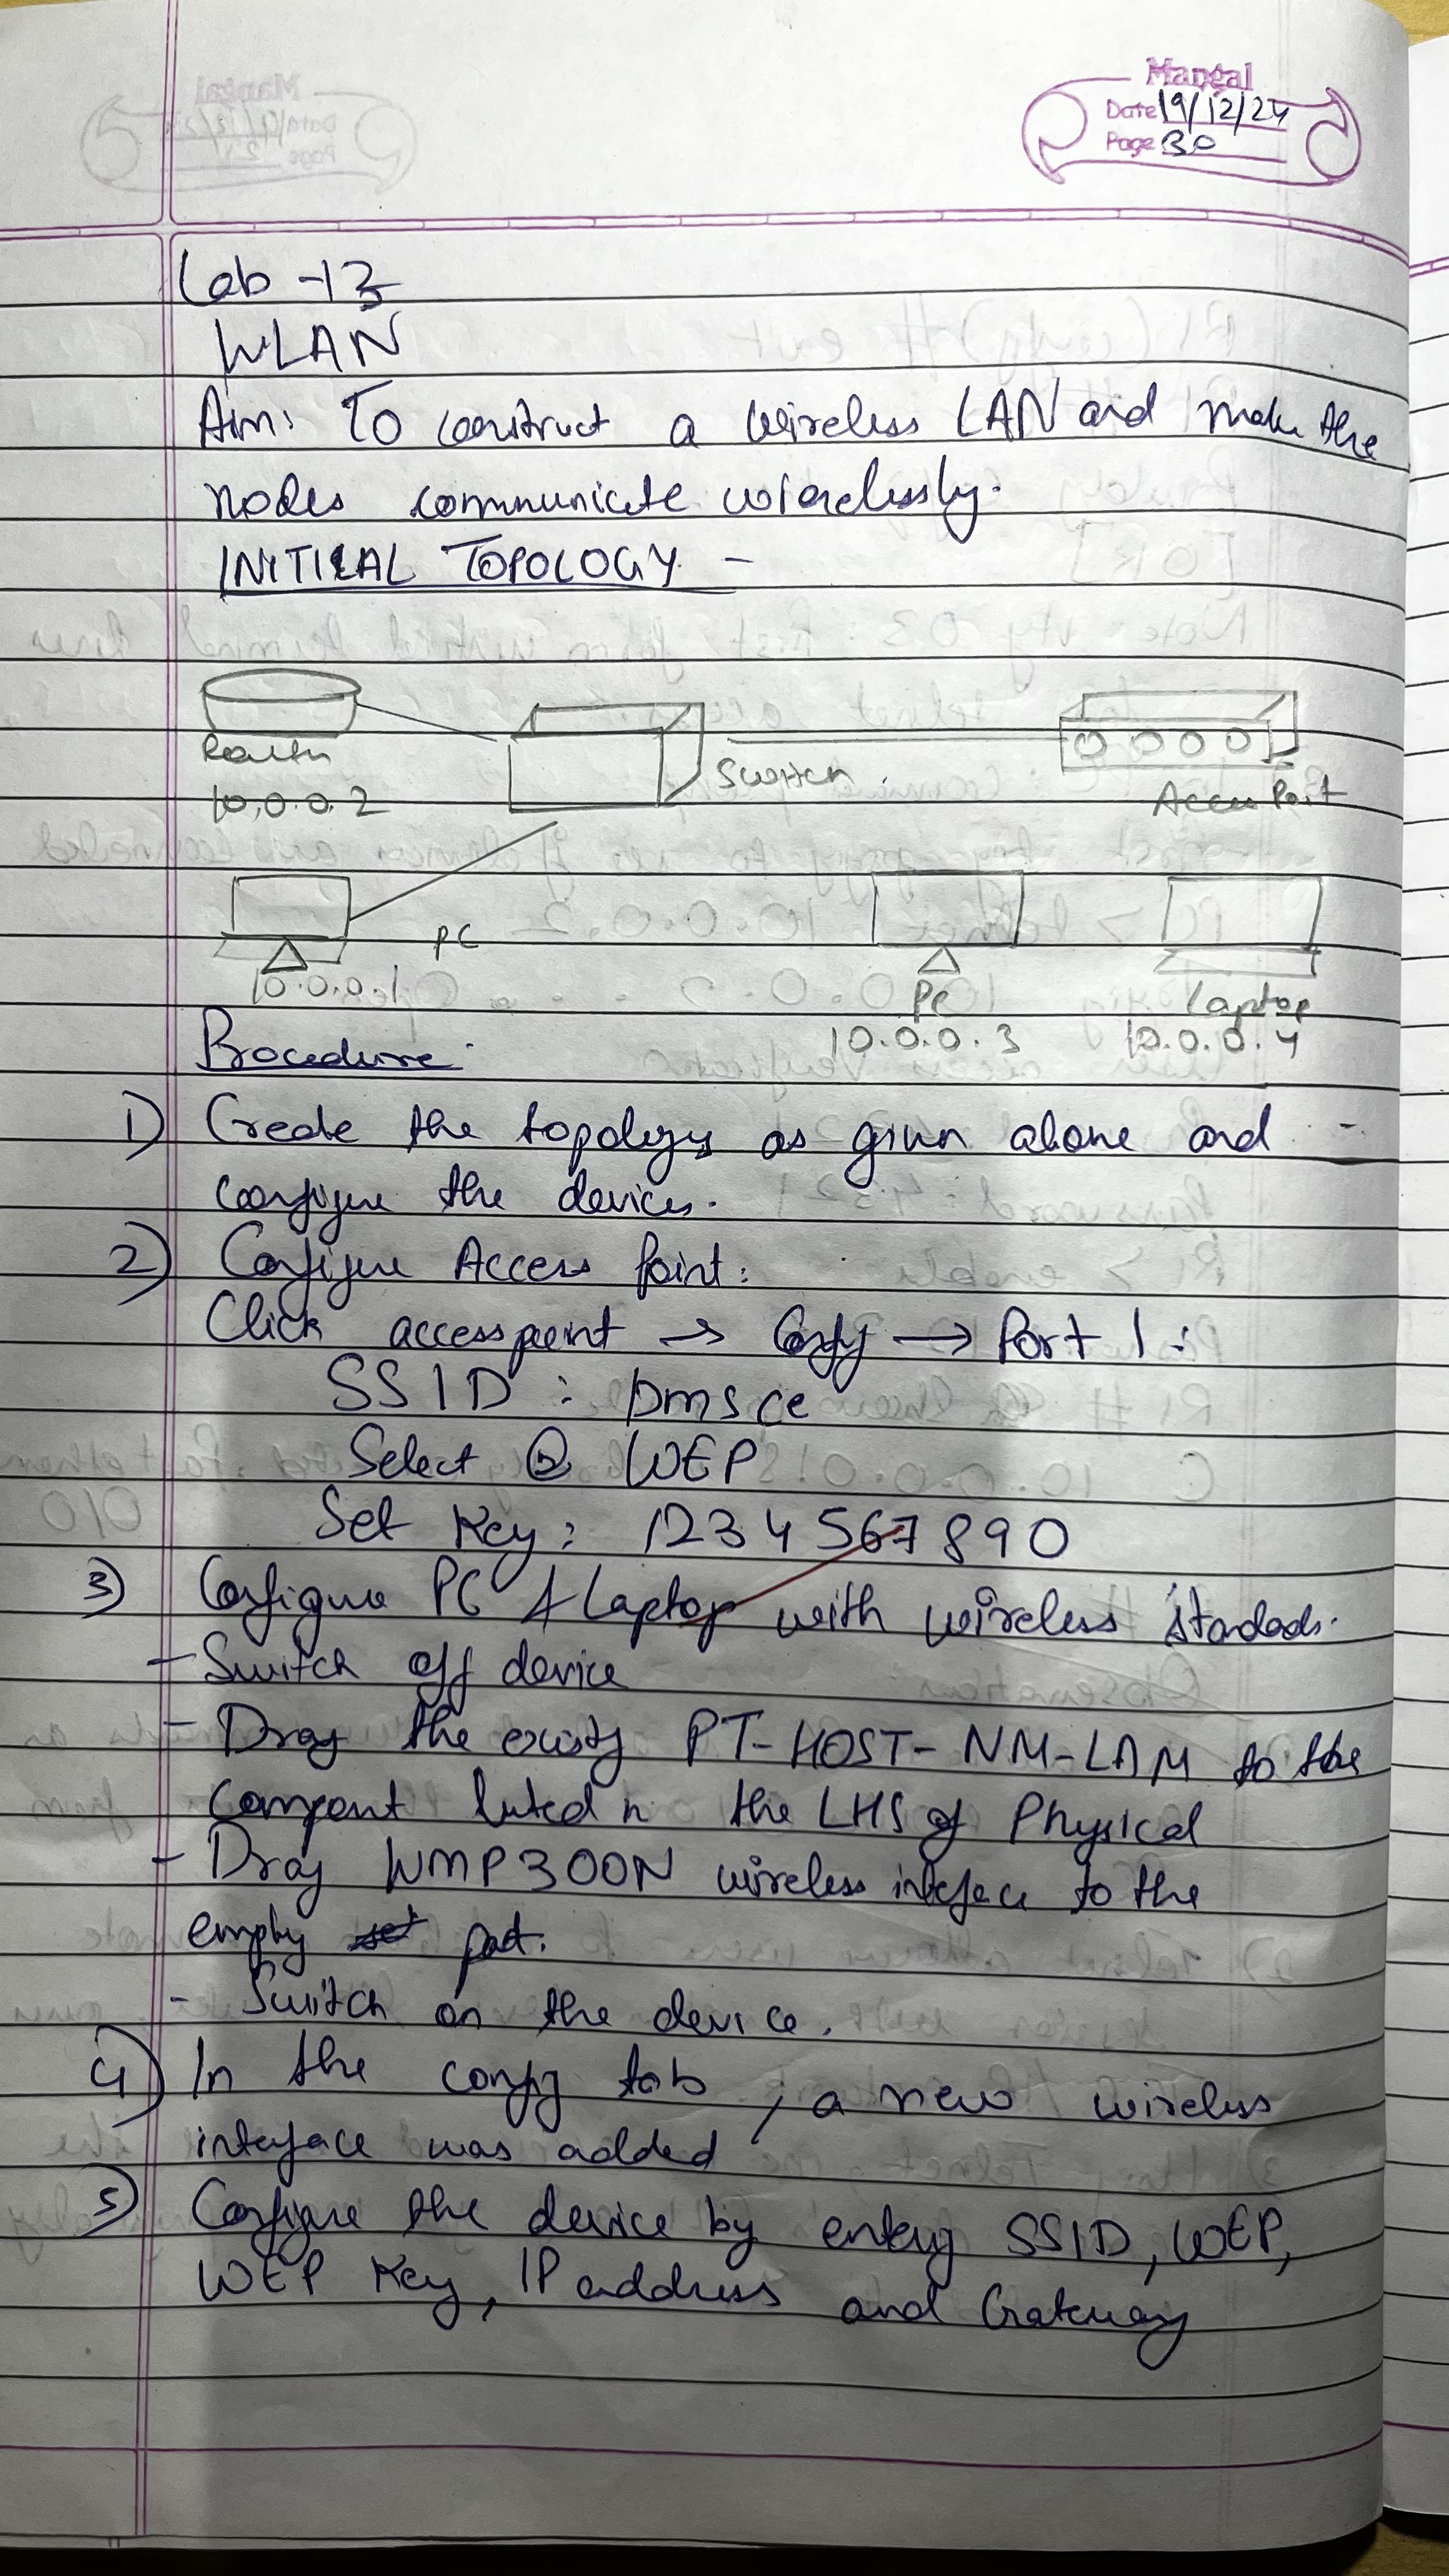 Mangal
Date 19/12/24
Page 30
Lab -13
WLAN
Aim: To construct a wireless LAN and make the
nodes communicate wirelessly.
INITIAL TOPOLOGY -
Router
10.0.0.2
Switch
Access Point
PC
10.0.0.1
PC
10.0.0.3
Laptop
10.0.0.4
Procedure:
1) Create the topology as given above and
configure the devices.
2) Configure Access Point:
Click accesspoint → Config → Port 1 :
SSID : bmsce
Select WEP
Set Key: 1234567890
3) Configure PC & Laptop with wireless standards.
- Switch off device
- Drag the existing PT-HOST-NM-1AM to the
component listed in the LHS of Physical
- Drag WMP300N wireless interface to the
empty port.
- Switch on the device.
4) In the config tab, a new wireless
interface was added
5) Configure the device by entering SSID, WEP,
WEP Key, IP address and Gateway